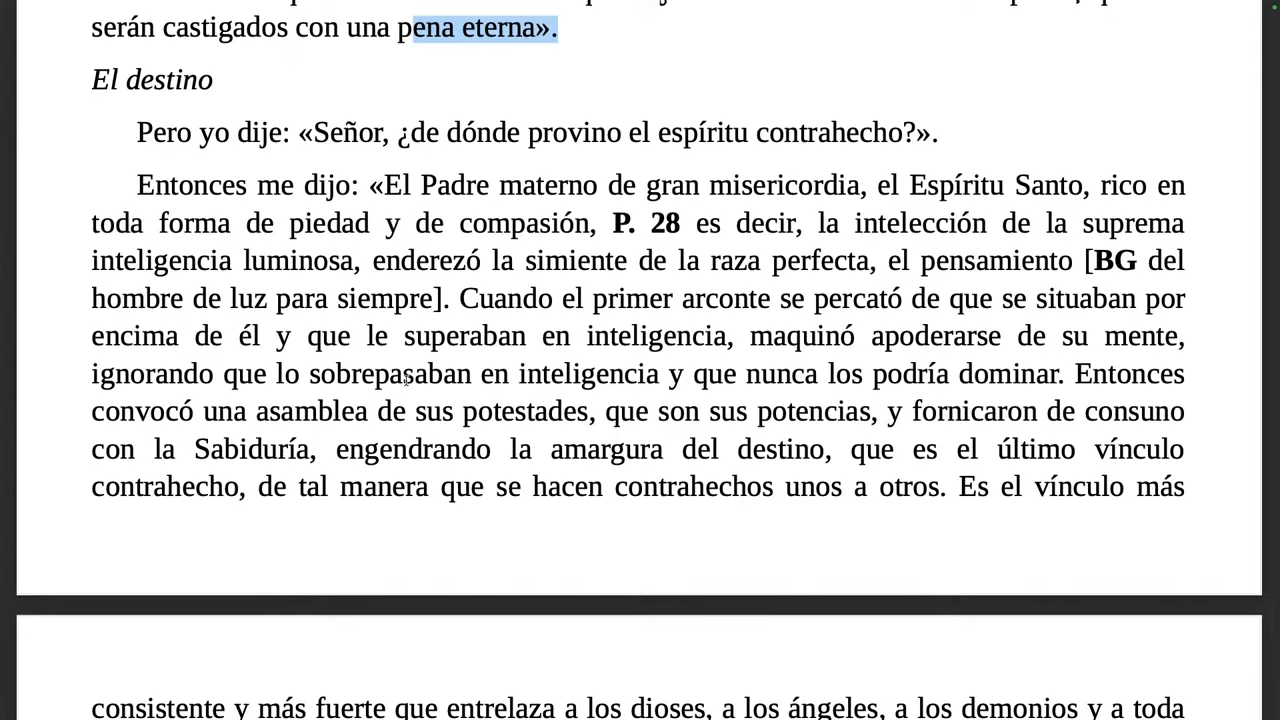 serán castigados con una pena eterna».
El destino
Pero yo dije: «Señor, ¿de dónde provino el espíritu contrahecho?».
Entonces me dijo: «El Padre materno de gran misericordia, el Espíritu Santo, rico en
toda forma de piedad y de compasión, P. 28 es decir, la intelección de la suprema
inteligencia luminosa, enderezó la simiente de la raza perfecta, el pensamiento [BG del
hombre de luz para siempre]. Cuando el primer arconte se percató de que se situaban por
encima de él y que le superaban en inteligencia, maquinó apoderarse de su mente,
ignorando que lo sobrepasaban en inteligencia y que nunca los podría dominar. Entonces
convocó una asamblea de sus potestades, que son sus potencias, y fornicaron de consuno
con la Sabiduría, engendrando la amargura del destino, que es el último vínculo
contrahecho, de tal manera que se hacen contrahechos unos a otros. Es el vínculo más
consistente y más fuerte que entrelaza a los dioses, a los ángeles, a los demonios y a toda